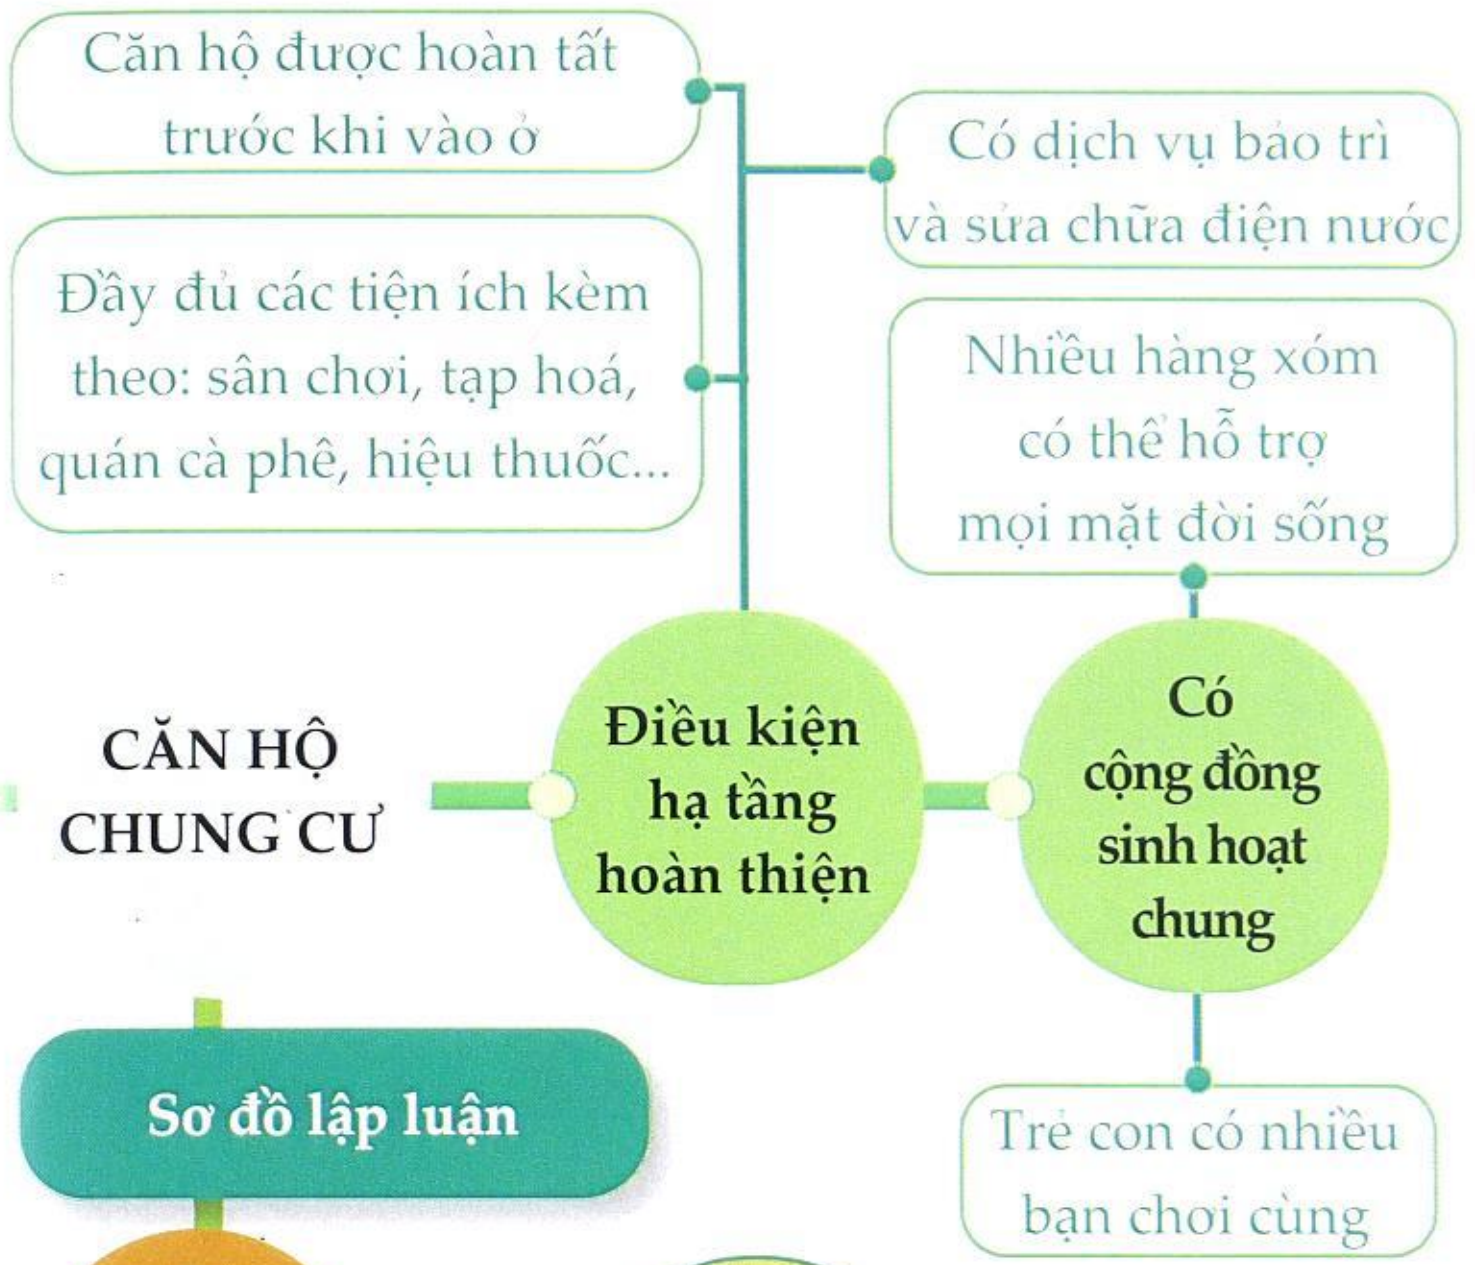 Căn hộ được hoàn tất
trước khi vào ở
Có dịch vụ bảo trì
và sửa chữa điện nước
Đầy đủ các tiện ích kèm
theo: sân chơi, tạp hoá,
quán cà phê, hiệu thuốc...
Nhiều hàng xóm
có thể hỗ trợ
mọi mặt đời sống
CĂN HỘ
CHUNG CƯ
Điều kiện
hạ tầng
hoàn thiện
Có
cộng đồng
sinh hoạt
chung
Sơ đồ lập luận
Trẻ con có nhiều
bạn chơi cùng